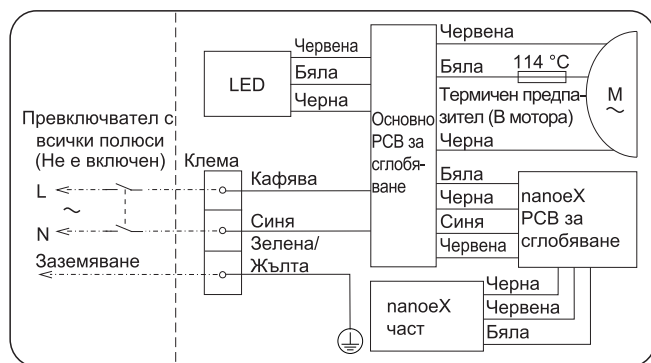 Превключвател с
всички полюси
(Не е включен)
L
~
N
Заземяване
Клема
Кафява
Синя
Зелена/
Жълта
LED
Червена
Бяла
Черна
Основно
PCB за
сглобя-
ване
Червена
Бяла
114 °C
Термичен предпа-
зител (В мотора)
Черна
M
~
Бяла
Черна
Синя
Червена
nanoeX
PCB за
сглобяване
nanoeX
част
Черна
Червена
Бяла